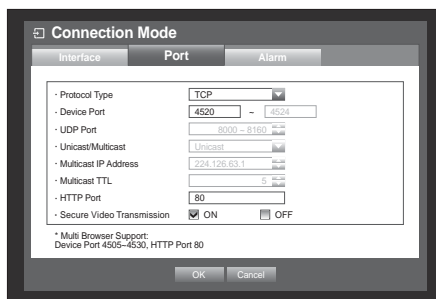 Connection Mode
Interface Port Alarm
· Protocol Type TCP
· Device Port 4520 ~ 4524
· UDP Port 8000 ~ 8160
· Unicast/Multicast Unicast
· Multicast IP Address 224.126.63.1
· Multicast TTL 5
· HTTP Port 80
· Secure Video Transmission ON OFF
* Multi Browser Support:
Device Port 4505~4530, HTTP Port 80
OK Cancel